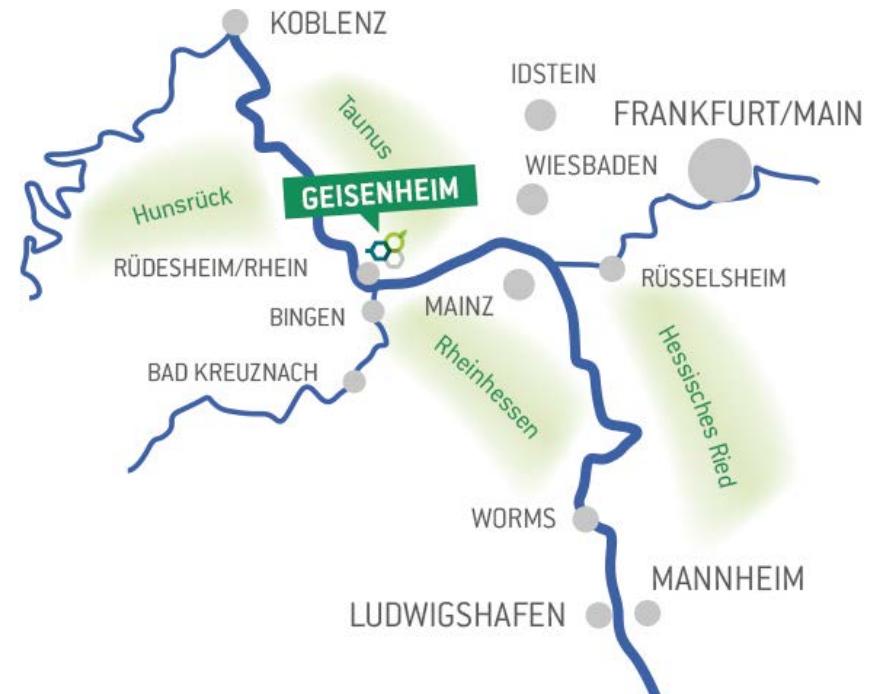 KOBLENZ
IDSTEIN
Taunus
FRANKFURT/MAIN
WIESBADEN
GEISENHEIM
Hunsrück
RÜDESHEIM/RHEIN
RÜSSELSHEIM
MAINZ
BINGEN
Rheinhessen
Hessisches Ried
BAD KREUZNACH
WORMS
MANNHEIM
LUDWIGSHAFEN